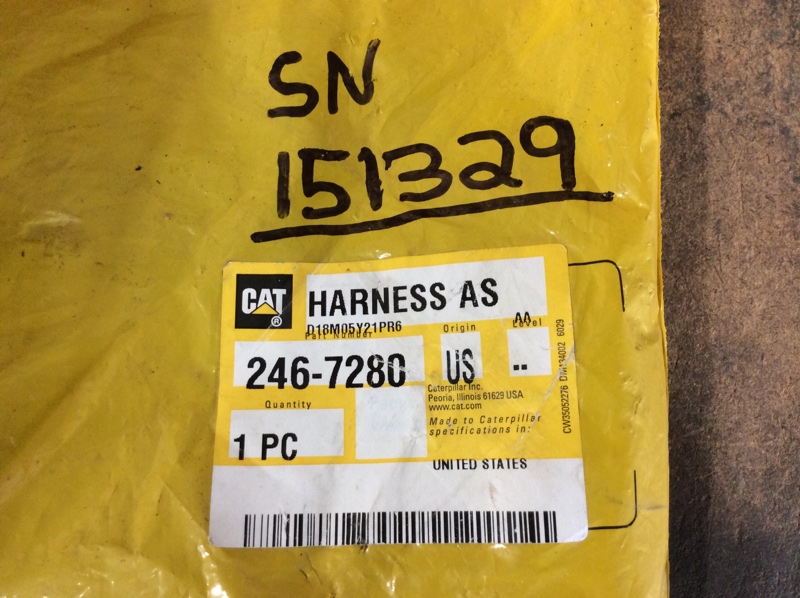 SN
151329
CAT
®
HARNESS AS
D18M05Y21PR6
Part Number
Origin
AA
Level
246-7280
US
--
Caterpillar Inc.
Peoria, Illinois 61629 USA
www.cat.com
Quantity
Made to Caterpillar
specifications in:
1 PC
UNITED STATES